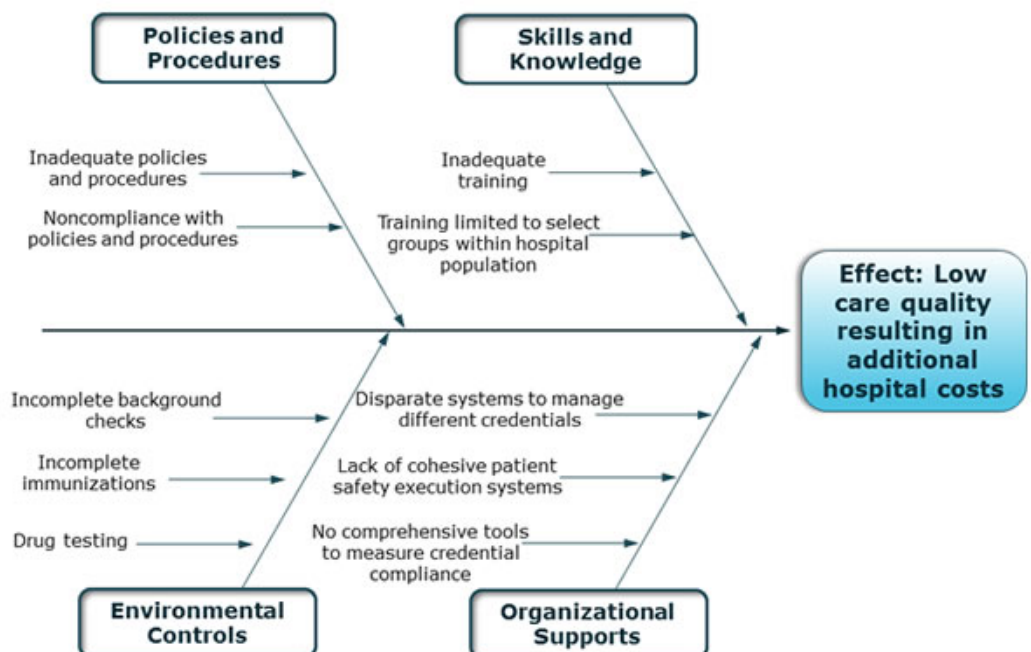 Policies and
Procedures
Skills and
Knowledge
Inadequate policies
and procedures
Noncompliance with
policies and procedures
Inadequate
training
Training limited to select
groups within hospital
population
Effect: Low
care quality
resulting in
additional
hospital costs
Incomplete background
checks
Incomplete
immunizations
Drug testing
Disparate systems to manage
different credentials
Lack of cohesive patient
safety execution systems
No comprehensive tools
to measure credential
compliance
Environmental
Controls
Organizational
Supports